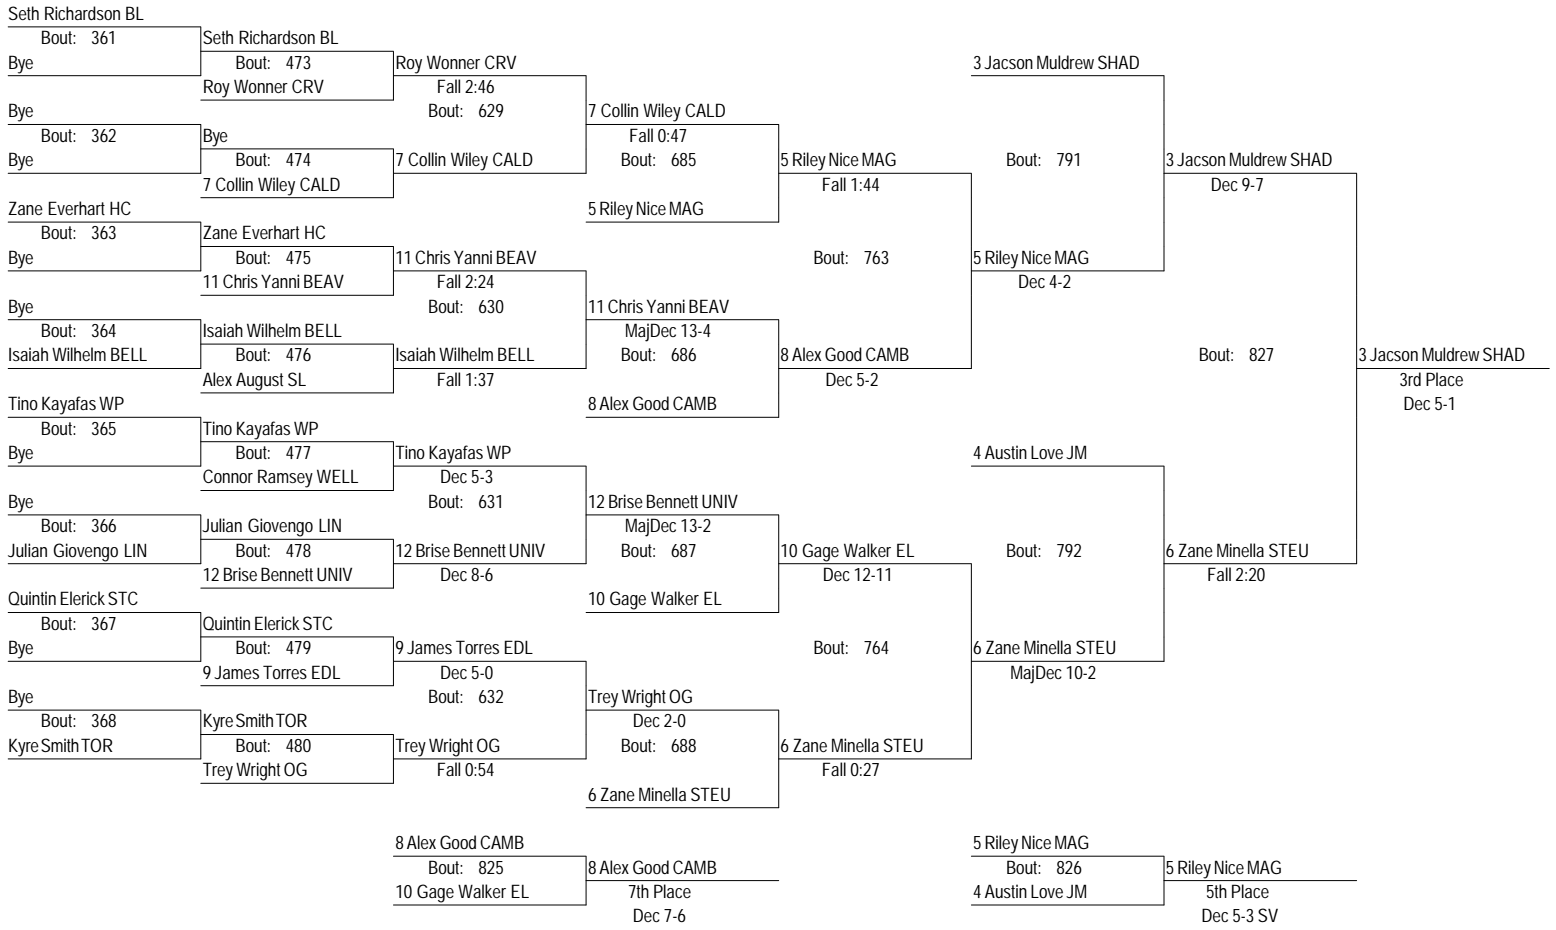 Seth Richardson BL
Bout: 361
Bye
Bye
Bout: 362
Bye
Zane Everhart HC
Bout: 363
Bye
Bye
Bout: 364
Isaiah Wilhelm BELL
Tino Kayafas WP
Bout: 365
Bye
Bye
Bout: 366
Julian Giovengo LIN
Quintin Elerick STC
Bout: 367
Bye
Bye
Bout: 368
Kyre Smith TOR
Seth Richardson BL
Bout: 473
Roy Wonner CRV
Bye
Bout: 474
7 Collin Wiley CALD
Zane Everhart HC
Bout: 475
11 Chris Yanni BEAV
Isaiah Wilhelm BELL
Bout: 476
Alex August SL
Tino Kayafas WP
Bout: 477
Connor Ramsey WELL
Julian Giovengo LIN
Bout: 478
12 Brise Bennett UNIV
Quintin Elerick STC
Bout: 479
9 James Torres EDL
Kyre Smith TOR
Bout: 480
Trey Wright OG
Roy Wonner CRV
Fall 2:46
Bout: 629
7 Collin Wiley CALD
11 Chris Yanni BEAV
Fall 2:24
Bout: 630
Isaiah Wilhelm BELL
Fall 1:37
Tino Kayafas WP
Dec 5-3
Bout: 631
12 Brise Bennett UNIV
Dec 8-6
9 James Torres EDL
Dec 5-0
Bout: 632
Trey Wright OG
Fall 0:54
7 Collin Wiley CALD
Fall 0:47
Bout: 685
5 Riley Nice MAG
11 Chris Yanni BEAV
MajDec 13-4
Bout: 686
8 Alex Good CAMB
12 Brise Bennett UNIV
MajDec 13-2
Bout: 687
10 Gage Walker EL
Trey Wright OG
Dec 2-0
Bout: 688
6 Zane Minella STEU
5 Riley Nice MAG
Fall 1:44
Bout: 763
8 Alex Good CAMB
Dec 5-2
10 Gage Walker EL
Dec 12-11
Bout: 764
6 Zane Minella STEU
Fall 0:27
3 Jacson Muldrew SHAD
Bout: 791
5 Riley Nice MAG
Dec 4-2
4 Austin Love JM
Bout: 792
6 Zane Minella STEU
MajDec 10-2
3 Jacson Muldrew SHAD
Dec 9-7
Bout: 827
6 Zane Minella STEU
Fall 2:20
3 Jacson Muldrew SHAD
3rd Place
Dec 5-1
8 Alex Good CAMB
Bout: 825
10 Gage Walker EL
8 Alex Good CAMB
7th Place
Dec 7-6
5 Riley Nice MAG
Bout: 826
4 Austin Love JM
5 Riley Nice MAG
5th Place
Dec 5-3 SV